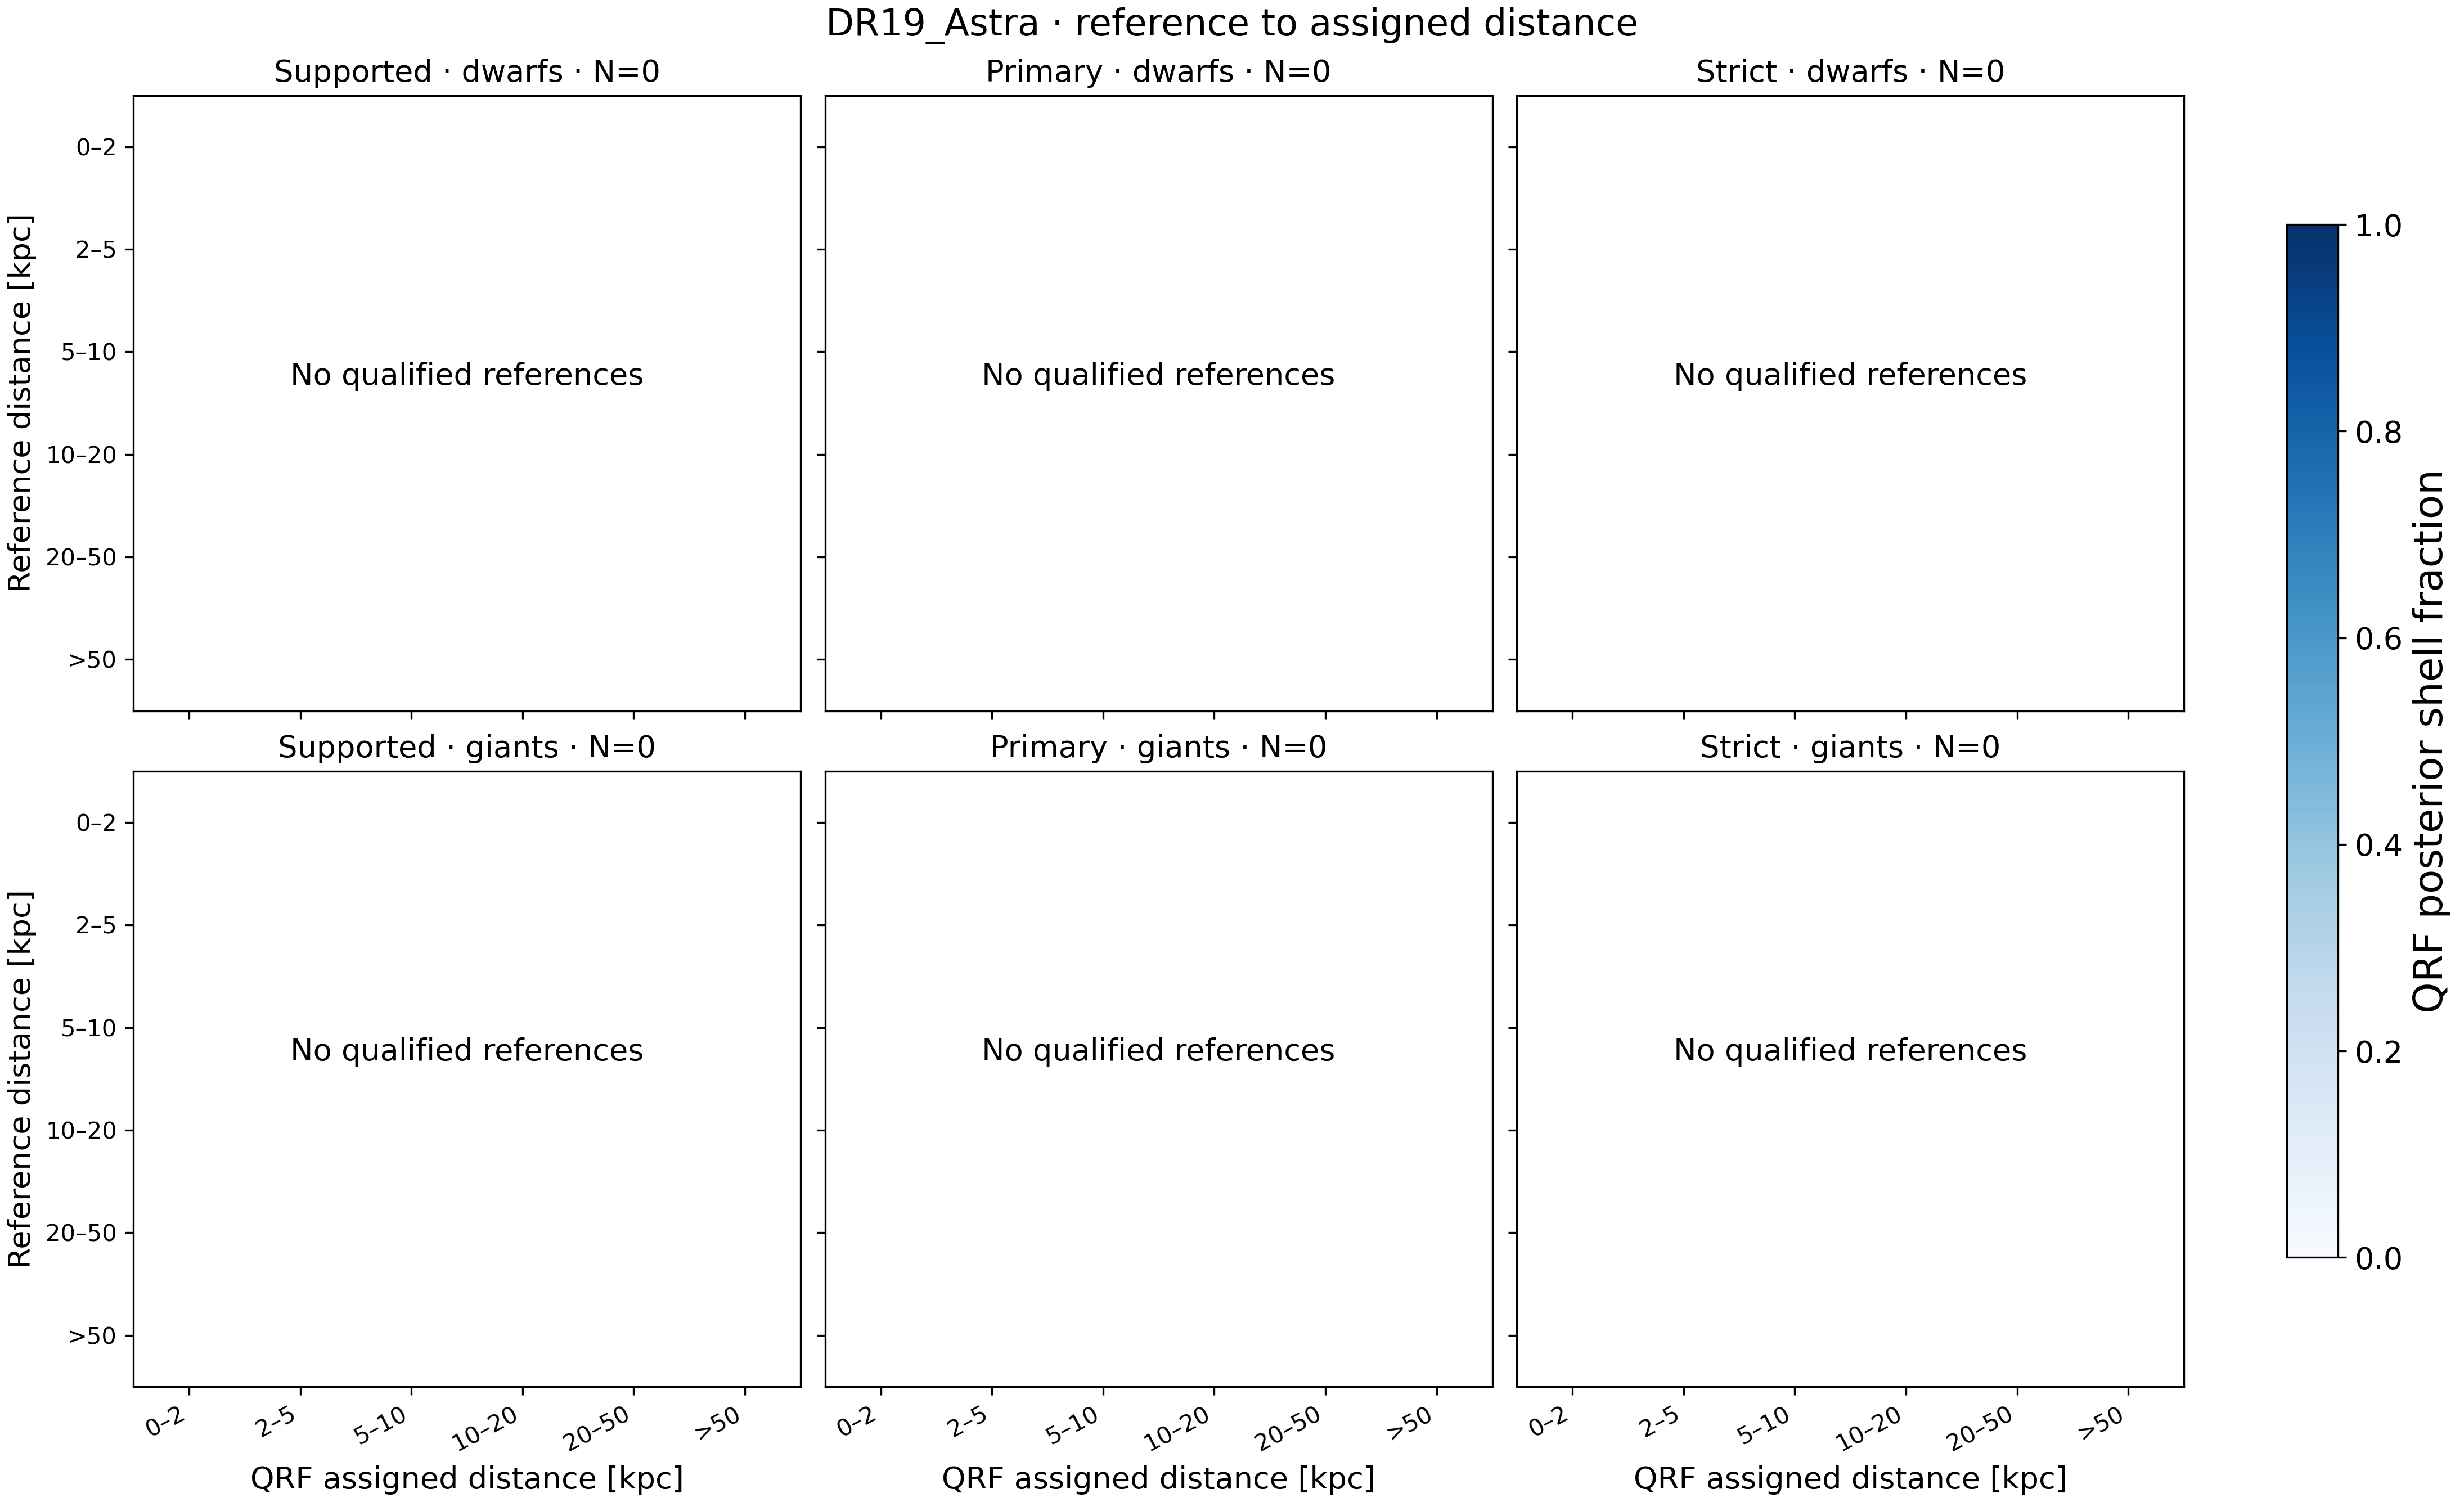 DR19_Astra · reference to assigned distance
Supported · dwarfs · N=0
Primary · dwarfs · N=0
Strict · dwarfs · N=0
Reference distance [kpc]
0–2
2–5
5–10
10–20
20–50
>50
No qualified references
No qualified references
No qualified references
Supported · giants · N=0
Primary · giants · N=0
Strict · giants · N=0
Reference distance [kpc]
0–2
2–5
5–10
10–20
20–50
>50
No qualified references
No qualified references
No qualified references
0–2
2–5
5–10
10–20
20–50
>50
0–2
2–5
5–10
10–20
20–50
>50
0–2
2–5
5–10
10–20
20–50
>50
QRF assigned distance [kpc]
QRF assigned distance [kpc]
QRF assigned distance [kpc]
1.0
0.8
0.6
0.4
0.2
0.0
QRF posterior shell fraction